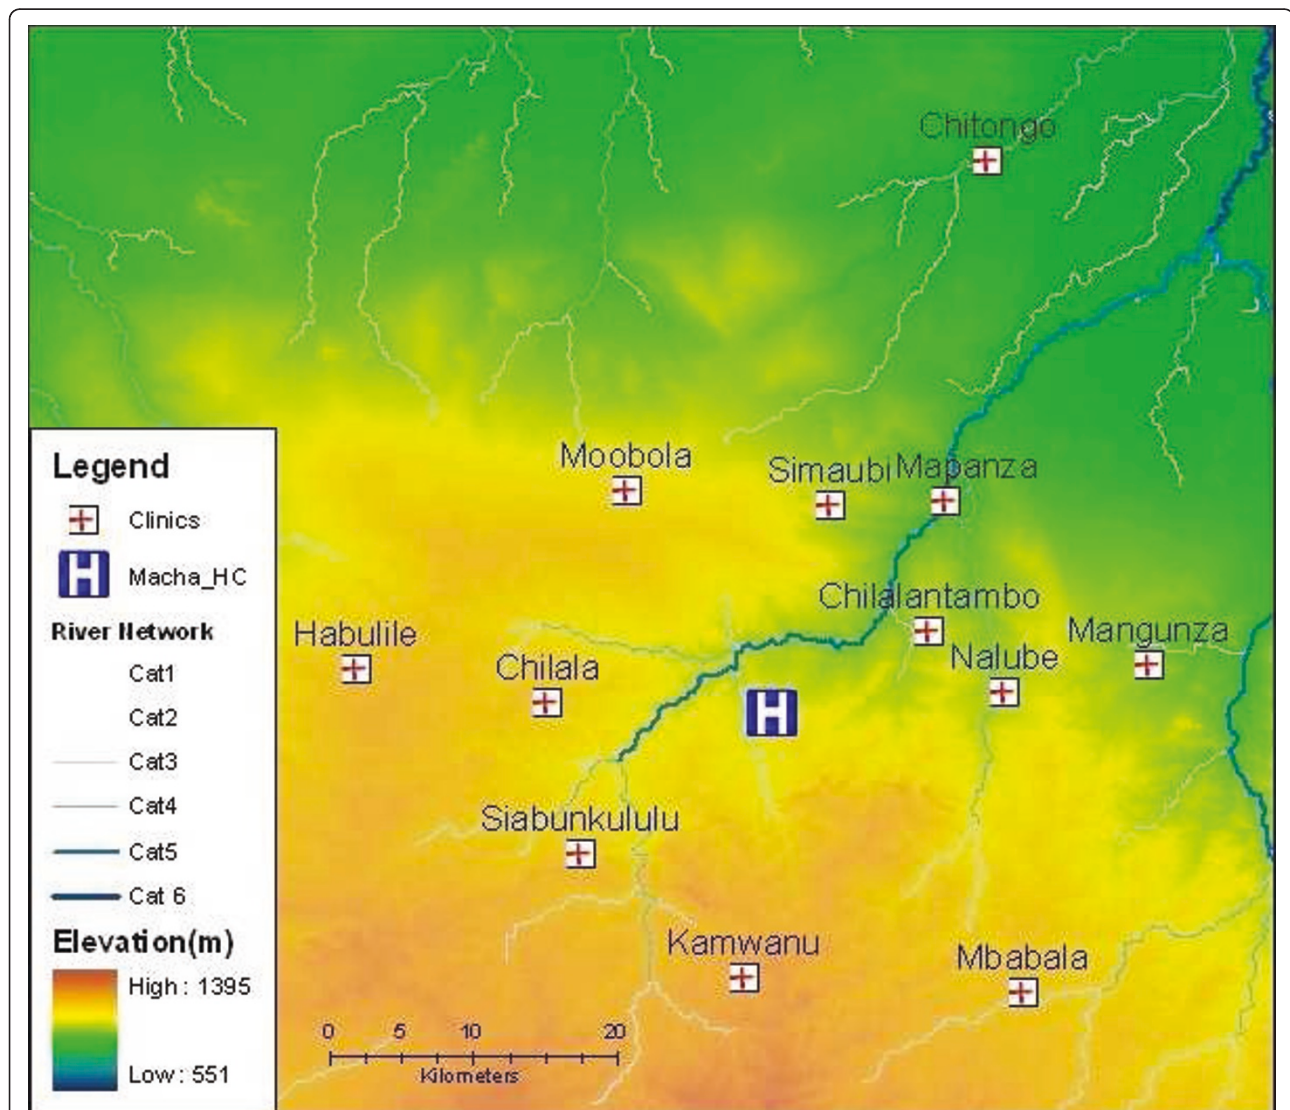 Chitongo
Moobola
Simaubi Mapanza
Chilalantambo
Habulile
Chilala
Nalube
Mangunza
Siabunkululu
Kamwanu
Mbabala
Legend
Clinics
H Macha_HC
River Network
Cat1
Cat2
Cat3
Cat4
Cat5
Cat 6
Elevation(m)
High : 1395
Low : 551
0 5 10 20
Kilometers
H